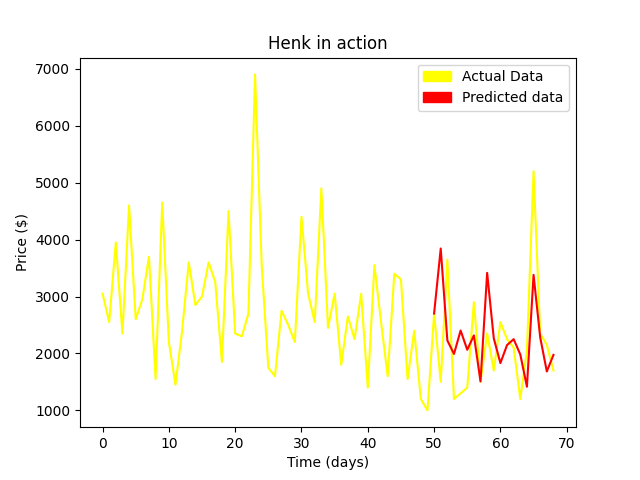 Henk in action
Actual Data
Predicted data
Price ($)
7000
6000
5000
4000
3000
2000
1000
0 10 20 30 40 50 60 70
Time (days)